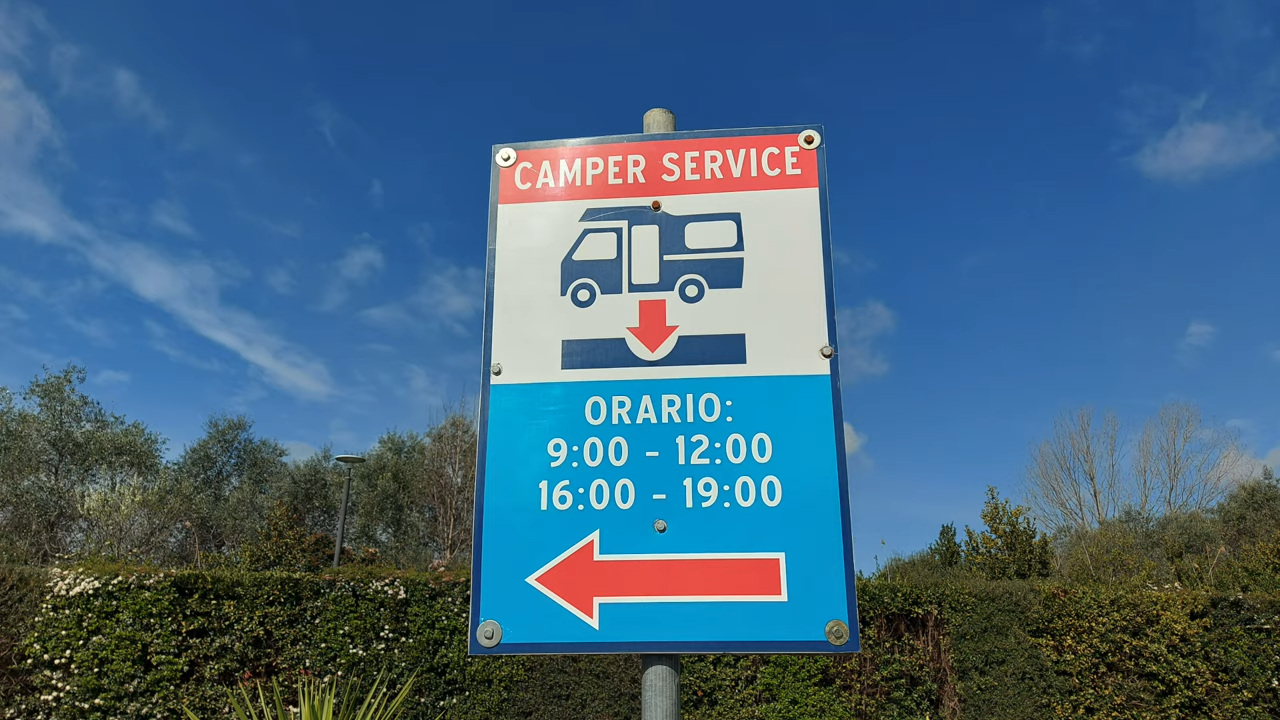 CAMPER SERVICE
ORARIO:
9:00 - 12:00
16:00 - 19:00